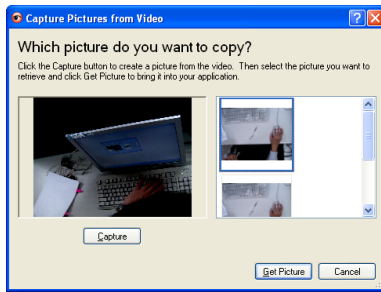 Capture Pictures from Video
Which picture do you want to copy?
Click the Capture button to create a picture from the video. Then select the picture you want to
retrieve and click Get Picture to bring it into your application.
Capture
Get Picture
Cancel